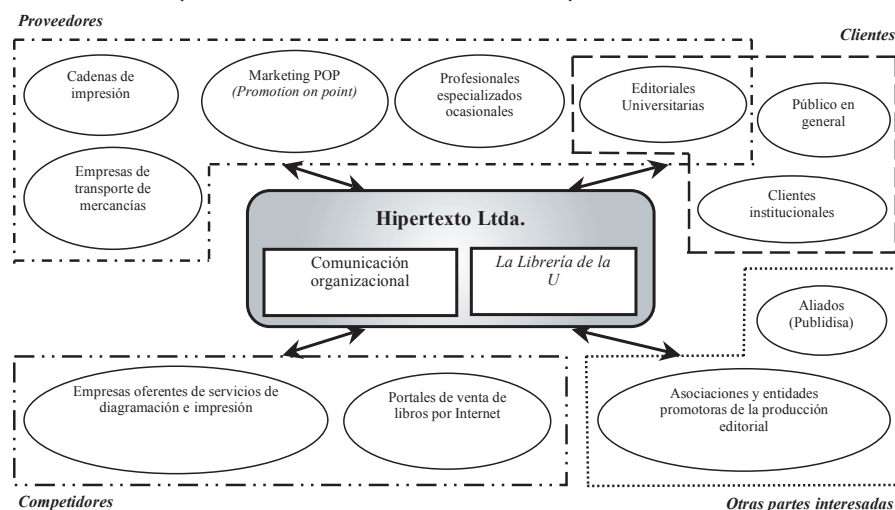 Proveedores
Clientes
Cadenas de
impresión
Marketing POP
(Promotion on point)
Profesionales
especializados
ocasionales
Editoriales
Universitarias
Público en
general
Empresas de
transporte de
mercancías
Clientes
institucionales
Hipertexto Ltda.
Comunicación
organizacional
La Librería de la
U
Aliados
(Publidisa)
Empresas oferentes de servicios de
diagramación e impresión
Portales de venta de
libros por Internet
Asociaciones y entidades
promotoras de la producción
editorial
Competidores
Otras partes interesadas